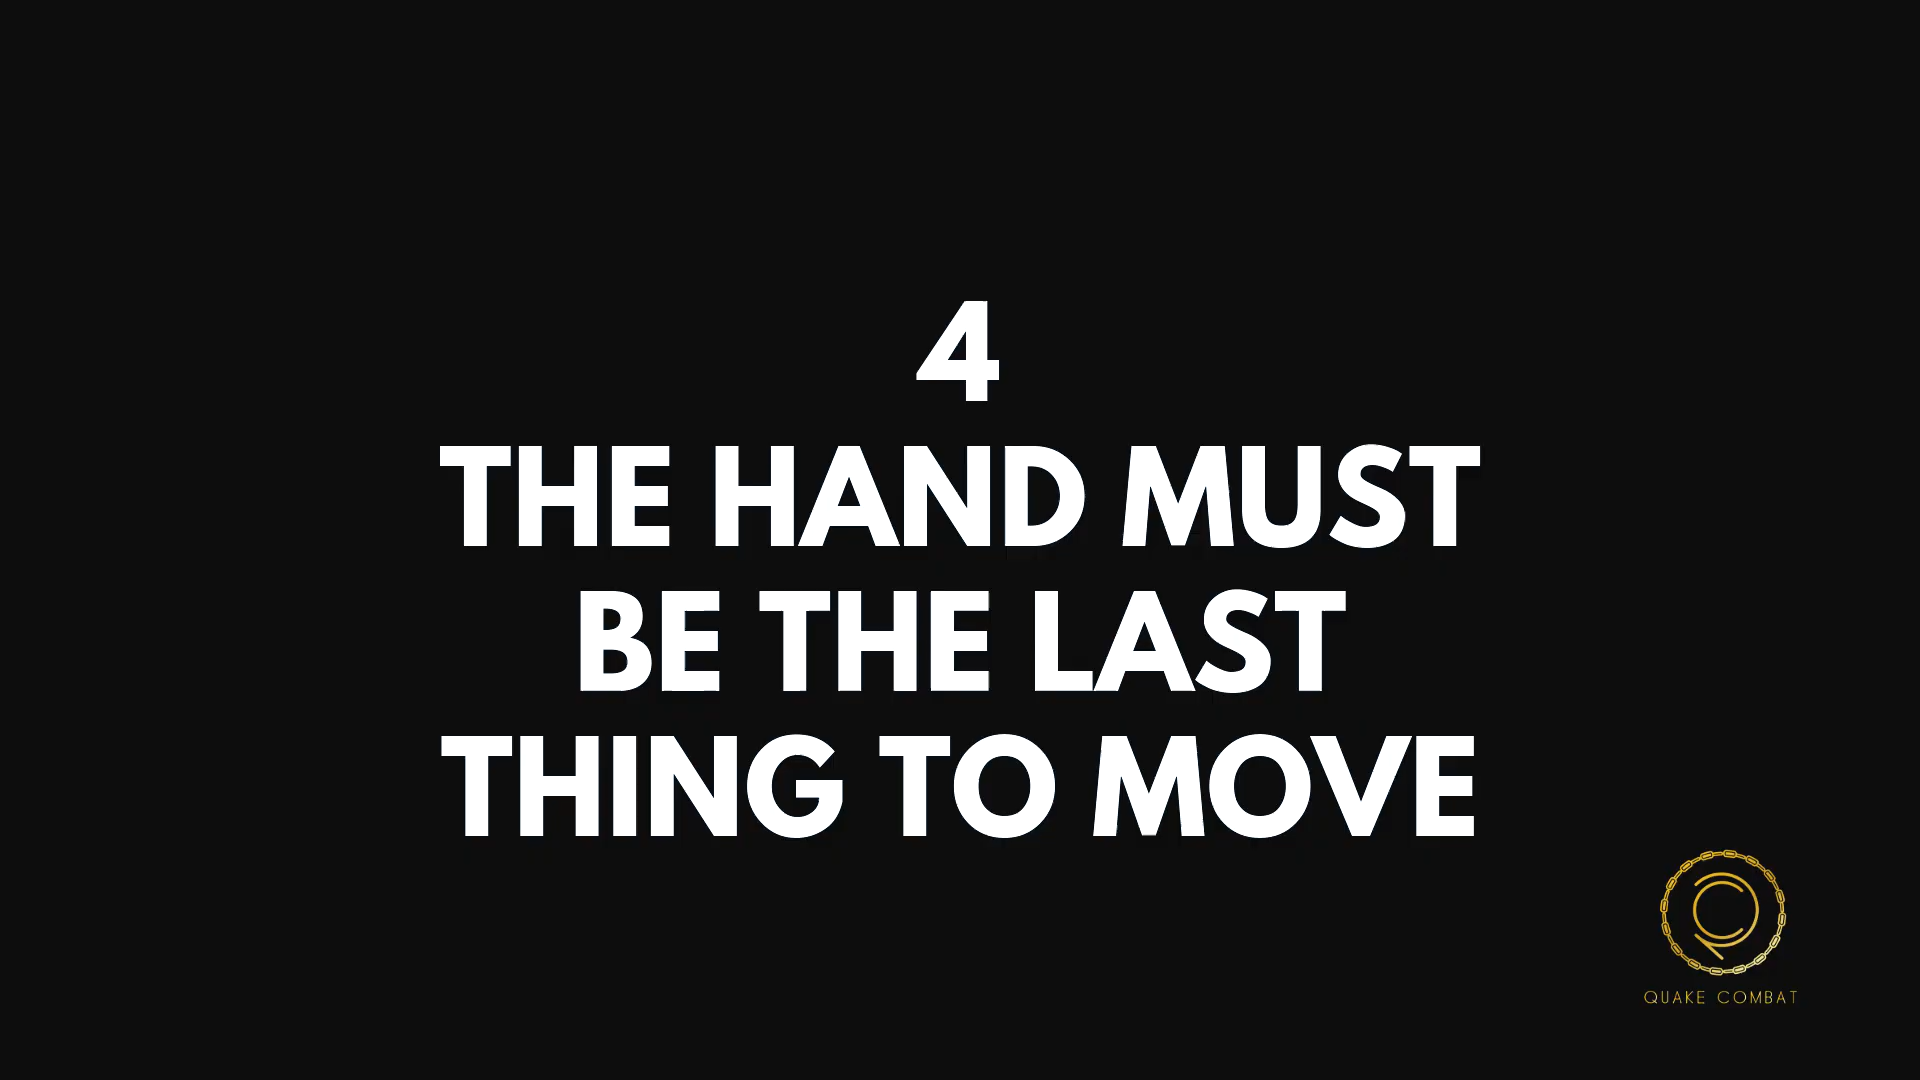 4
THE HAND MUST
BE THE LAST
THING TO MOVE
QUAKE COMBAT